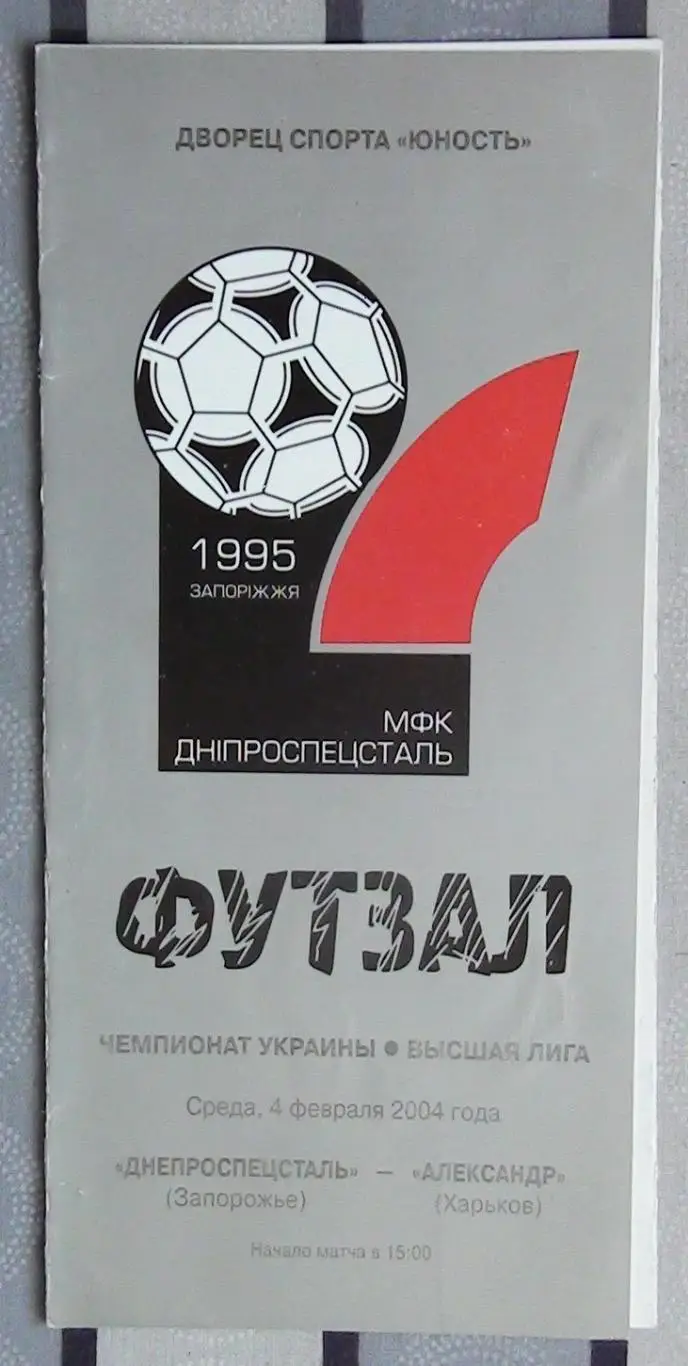 ДВОРЕЦ СПОРТА «ЮНОСТЬ»
1995
ЗАПОРІЖЖЯ
МФК
ДНІПРОСПЕЦСТАЛЬ
ФУТЗАЛ
ЧЕМПИОНАТ УКРАИНЫ ● ВЫСШАЯ ЛИГА
Среда, 4 февраля 2004 года
«ДНЕПРОСПЕЦСТАЛЬ» – «АЛЕКСАНДР»
(Запорожье) (Харьков)
Начало матча в 15:00